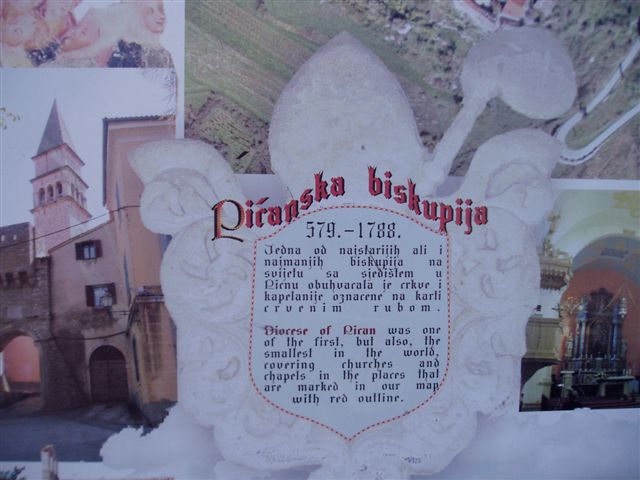 Pićanska biskupija
579.-1788.
Jedna od najstarijih ali i
najmanjih biskupija na
svijetu sa sjedištem u
Pićnu obuhvaćala je crkve i
kapelanije označene na karti
crvenim rubom.
Diocese of Pican was one
of the first, but also, the
smallest in the world,
covering churches and
chapels in the places that
are marked in our map
with red outline.